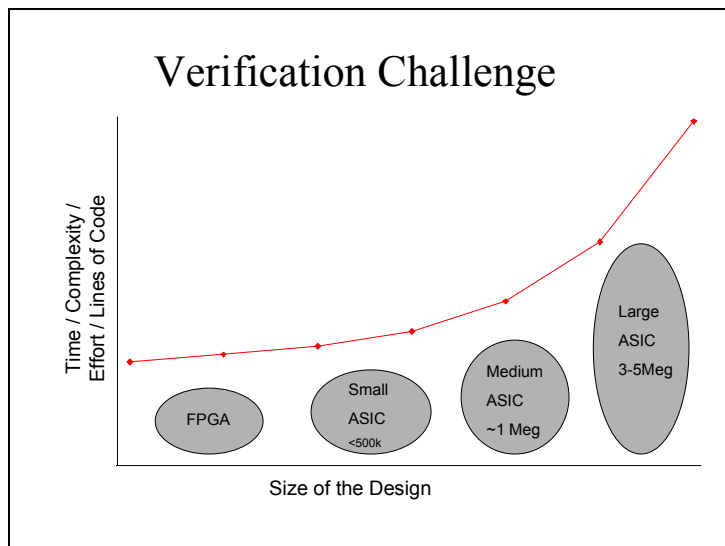 Verification Challenge
Time / Complexity /
Effort / Lines of Code
FPGA
Small
ASIC
<500k
Medium
ASIC
~1 Meg
Large
ASIC
3-5Meg
Size of the Design